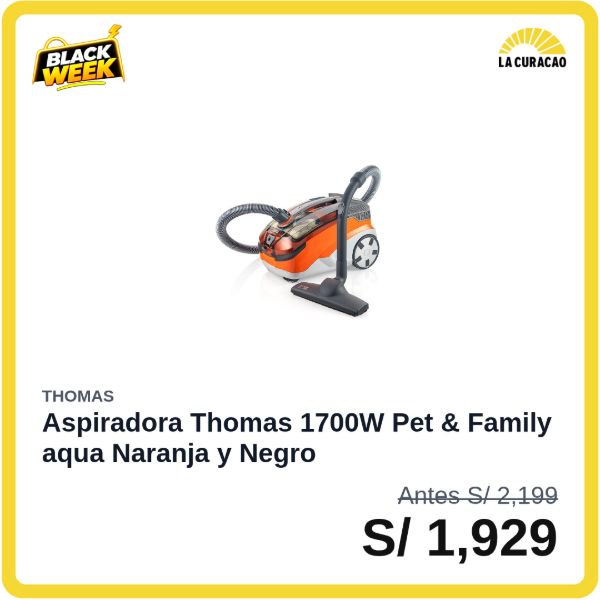 BLACK
WEEK
LA CURACAO
THOMAS
Aspiradora Thomas 1700W Pet & Family
aqua Naranja y Negro
Antes S/ 2,199
S/ 1,929